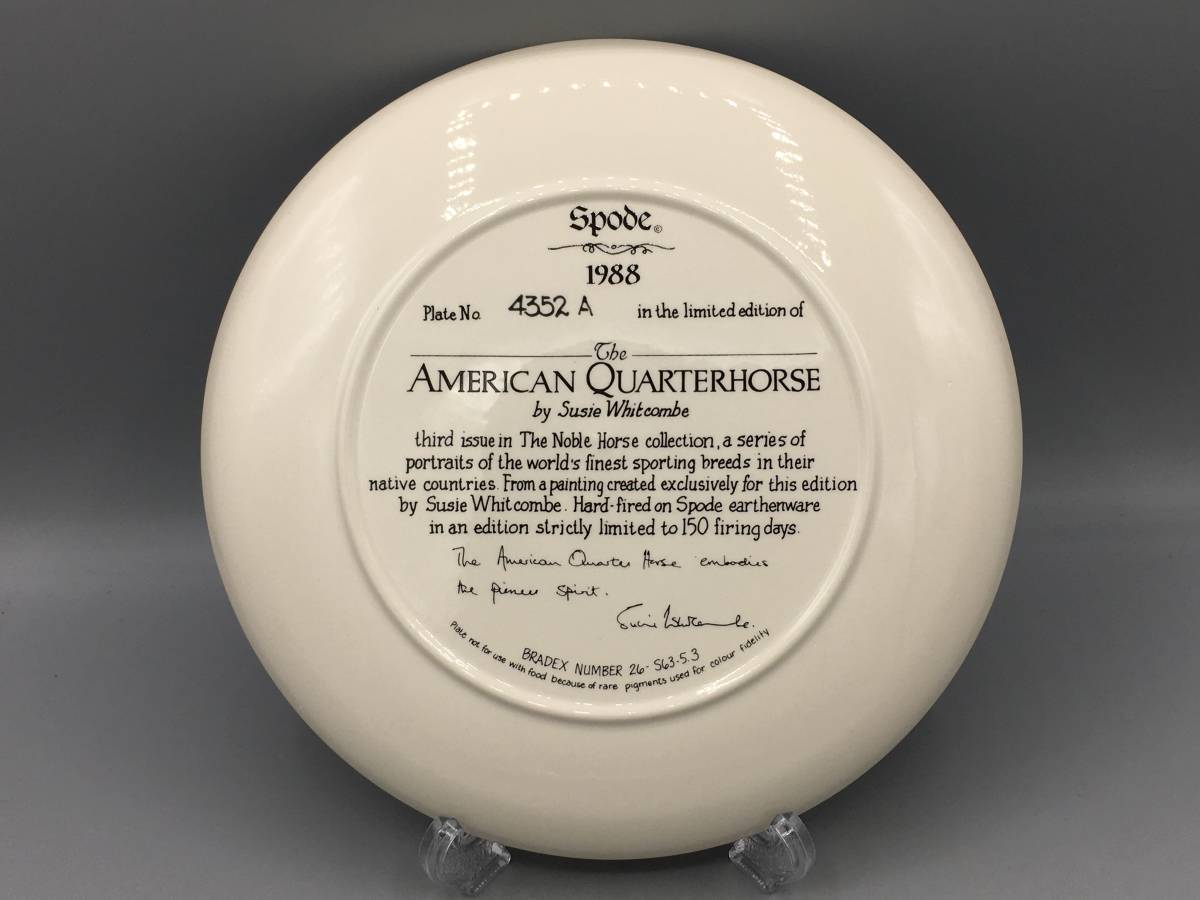 Spode©
1988
Plate No. 4352 A in the limited edition of
The
AMERICAN QUARTERHORSE
by Susie Whitcombe
third issue in The Noble Horse collection, a series of
portraits of the world's finest sporting breeds in their
native countries. From a painting created exclusively for this edition
by Susie Whitcombe. Hard-fired on Spode earthenware
in an edition strictly limited to 150 firing days.
The American Quarter Horse embodies
the pioneer spirit.
Susie Whitcombe.
BRADEX NUMBER 26-S63-5.3
Plate not for use with food because of rare pigments used for colour fidelity